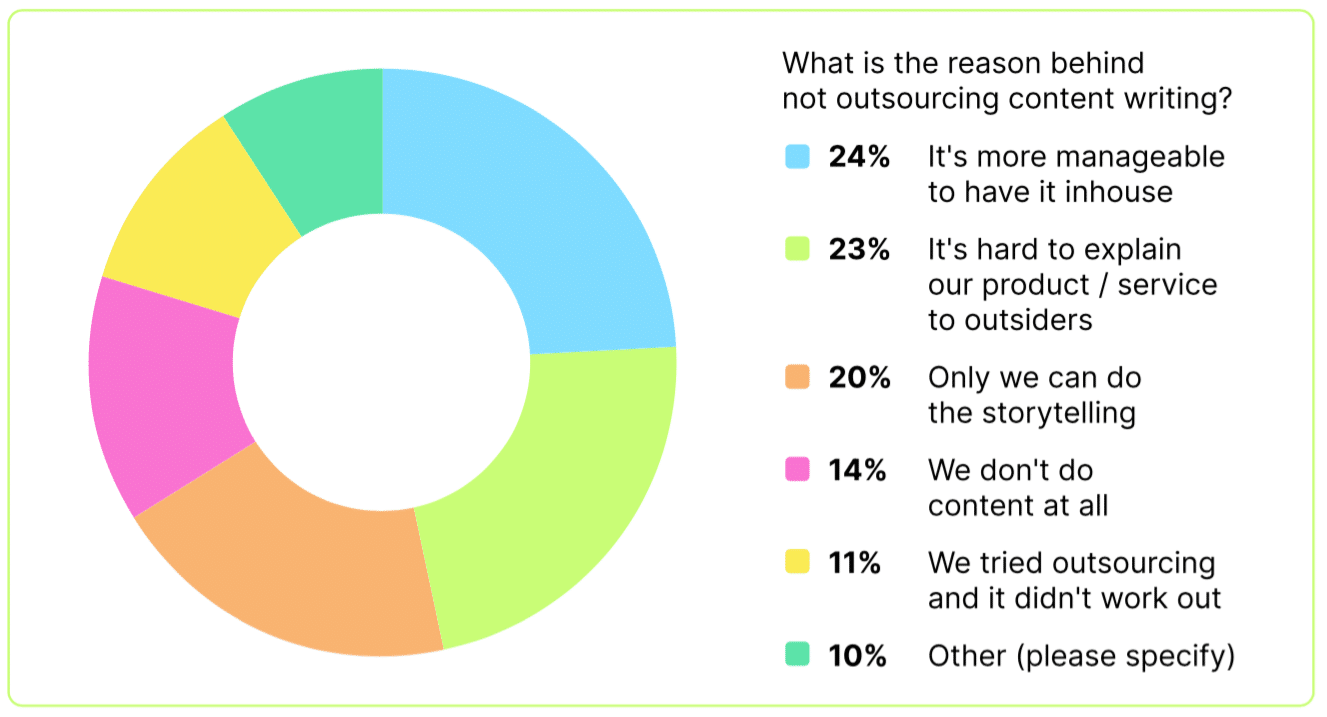 What is the reason behind
not outsourcing content writing?
24% It's more manageable
to have it inhouse
23% It's hard to explain
our product / service
to outsiders
20% Only we can do
the storytelling
14% We don't do
content at all
11% We tried outsourcing
and it didn't work out
10% Other (please specify)